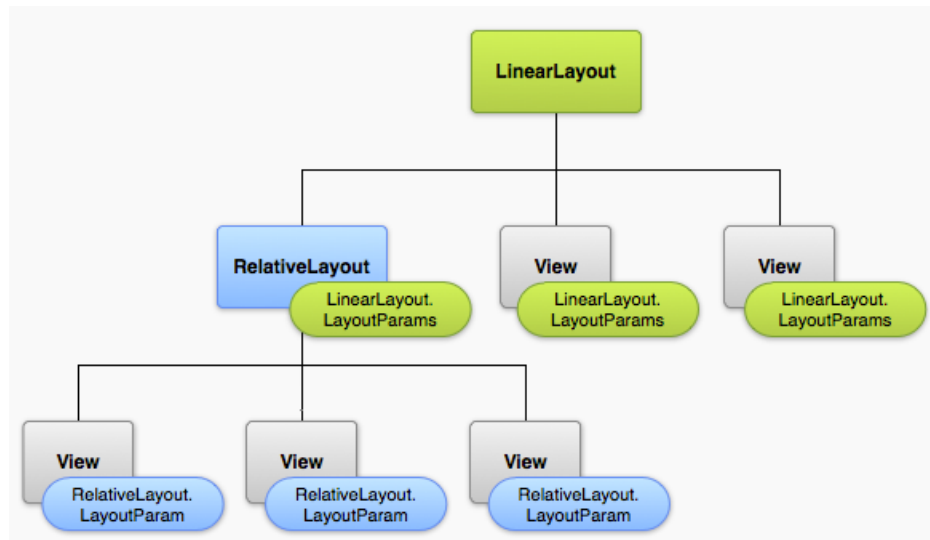 LinearLayout
RelativeLayout
LinearLayout.
LayoutParams
View
LinearLayout.
LayoutParams
View
LinearLayout.
LayoutParams
View
RelativeLayout.
LayoutParam
View
RelativeLayout.
LayoutParam
View
RelativeLayout.
LayoutParam